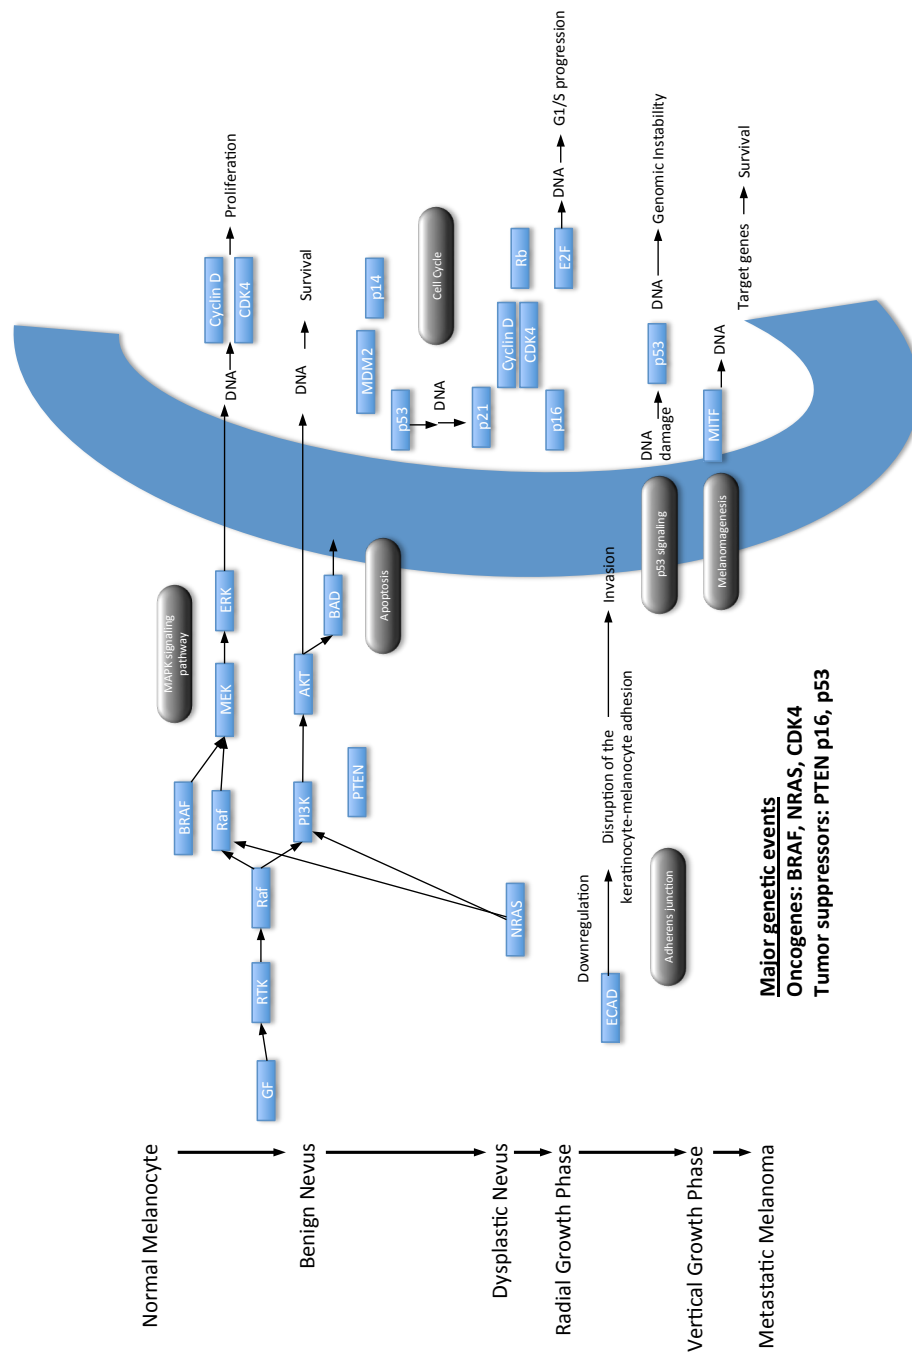 Normal Melanocyte
Benign Nevus
Dysplastic Nevus
Radial Growth Phase
Vertical Growth Phase
Metastatic Melanoma
MAPK signaling
pathway
BRAF
Raf
MEK
ERK
DNA
Cyclin D
CDK4
Proliferation
GF
RTK
Raf
PI3K
AKT
DNA
Survival
BAD
PTEN
Apoptosis
MDM2
p14
p53
DNA
p21
Cell Cycle
Cyclin D
CDK4
Rb
p16
E2F
DNA
G1/S progression
NRAS
Downregulation
ECAD
Disruption of the
keratinocyte-melanocyte adhesion
Invasion
Adherens junction
p53 signaling
DNA
damage
p53
DNA
Genomic Instability
Melanomagenesis
MITF
DNA
Target genes
Survival
Major genetic events
Oncogenes: BRAF, NRAS, CDK4
Tumor suppressors: PTEN p16, p53